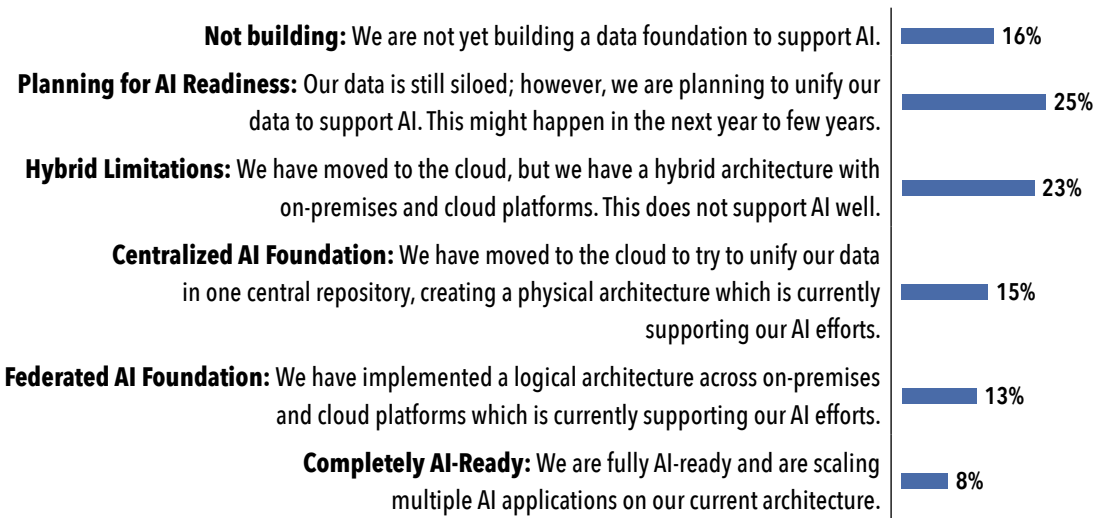 Not building: We are not yet building a data foundation to support AI.
16%
Planning for AI Readiness: Our data is still siloed; however, we are planning to unify our
data to support AI. This might happen in the next year to few years.
25%
Hybrid Limitations: We have moved to the cloud, but we have a hybrid architecture with
on-premises and cloud platforms. This does not support AI well.
23%
Centralized AI Foundation: We have moved to the cloud to try to unify our data
in one central repository, creating a physical architecture which is currently
supporting our AI efforts.
15%
Federated AI Foundation: We have implemented a logical architecture across on-premises
and cloud platforms which is currently supporting our AI efforts.
13%
Completely AI-Ready: We are fully AI-ready and are scaling
multiple AI applications on our current architecture.
8%